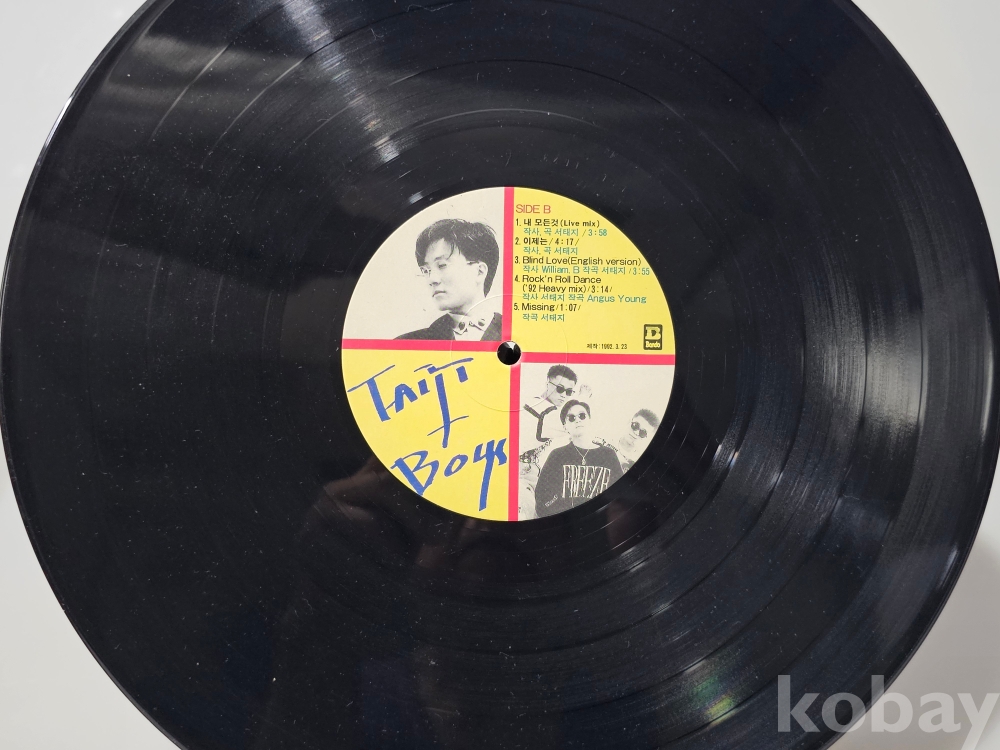 SIDE B
1. 내 모든것 (Live mix)
작사, 곡 서태지 / 3:58
2. 이제는 / 4:17 /
작사, 곡 서태지
3. Blind Love(English version)
작사 William. B 작곡 서태지 / 3:55
4. Rock'n Roll Dance
('92 Heavy mix) / 3:14 /
작사 서태지 작곡 Angus Young
5. Missing / 1:07 /
작곡 서태지
B
Bando
제작 : 1992. 3. 23
TAIJI
+
BOYS
FREEZE
kobay